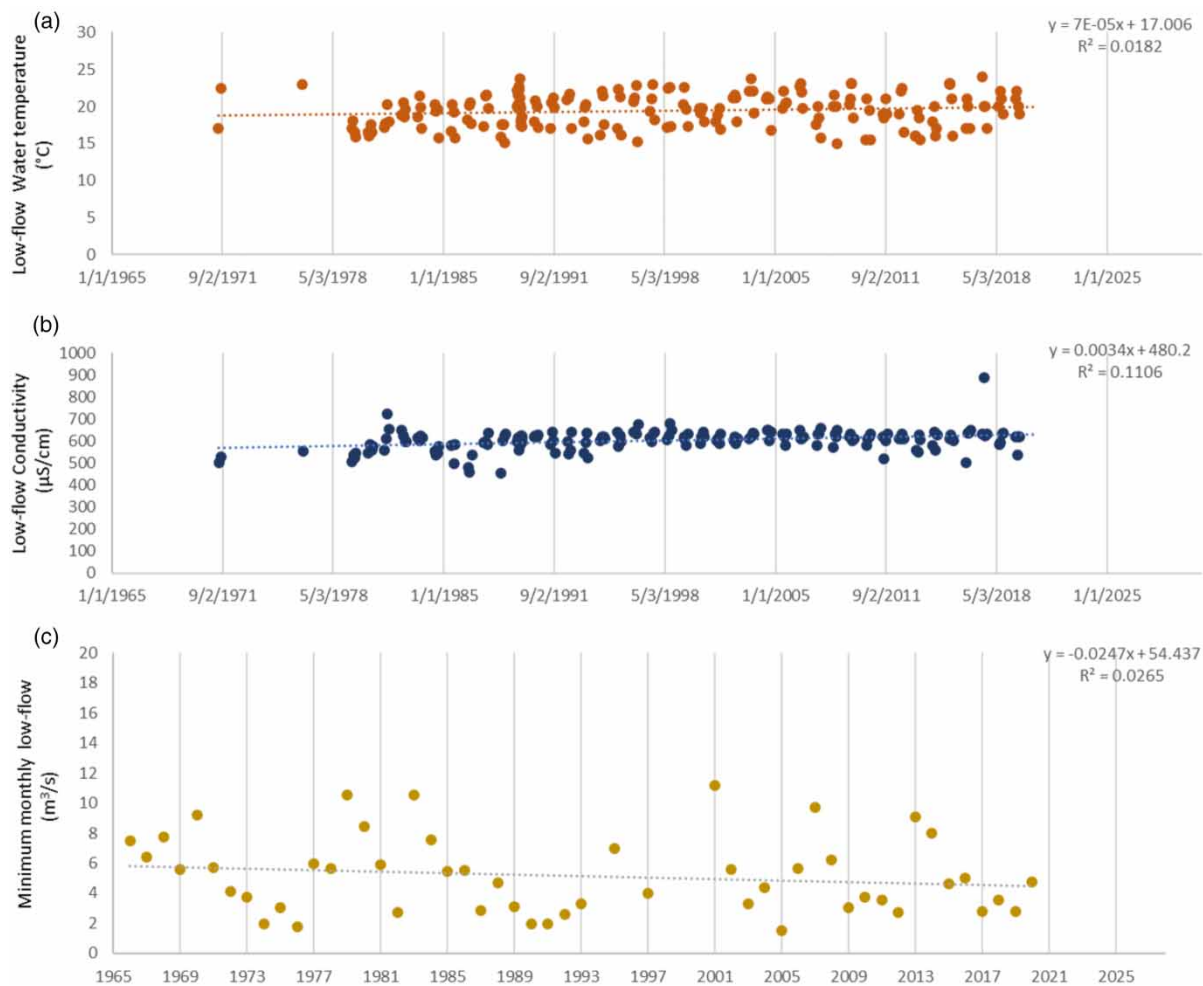 (a)
y = 7E-05x + 17.006
R² = 0.0182
Low-flow Water temperature
(°C)
30
25
20
15
10
5
0
1/1/1965 9/2/1971 5/3/1978 1/1/1985 9/2/1991 5/3/1998 1/1/2005 9/2/2011 5/3/2018 1/1/2025
(b)
y = 0.0034x + 480.2
R² = 0.1106
Low-flow Conductivity
(µS/cm)
1000
900
800
700
600
500
400
300
200
100
0
1/1/1965 9/2/1971 5/3/1978 1/1/1985 9/2/1991 5/3/1998 1/1/2005 9/2/2011 5/3/2018 1/1/2025
(c)
y = -0.0247x + 54.437
R² = 0.0265
Minimum monthly low-flow
(m³/s)
20
18
16
14
12
10
8
6
4
2
0
1965 1969 1973 1977 1981 1985 1989 1993 1997 2001 2005 2009 2013 2017 2021 2025